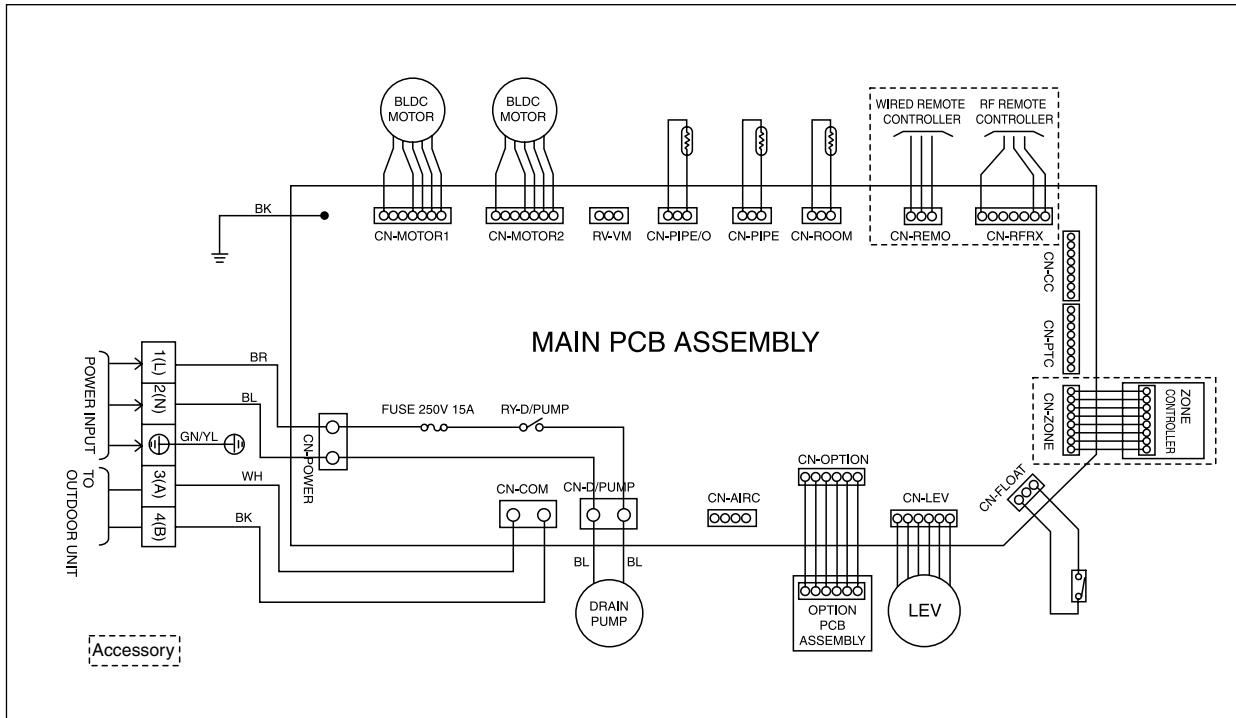 BLDC
MOTOR
BLDC
MOTOR
WIRED REMOTE
CONTROLLER
RF REMOTE
CONTROLLER
BK
CN-MOTOR1
CN-MOTOR2
RV-VM
CN-PIPE/O
CN-PIPE
CN-ROOM
CN-REMO
CN-RFRX
CN-CC
CN-PTC
MAIN PCB ASSEMBLY
POWER INPUT
1(L)
BR
2(N)
BL
GN/YL
TO
OUTDOOR UNIT
3(A)
WH
4(B)
BK
CN-POWER
FUSE 250V 15A
RY-D/PUMP
CN-ZONE
ZONE
CONTROLLER
CN-COM
CN-D/PUMP
CN-AIRC
CN-OPTION
CN-LEV
CN-FLOAT
BL
BL
DRAIN
PUMP
OPTION
PCB
ASSEMBLY
LEV
Accessory